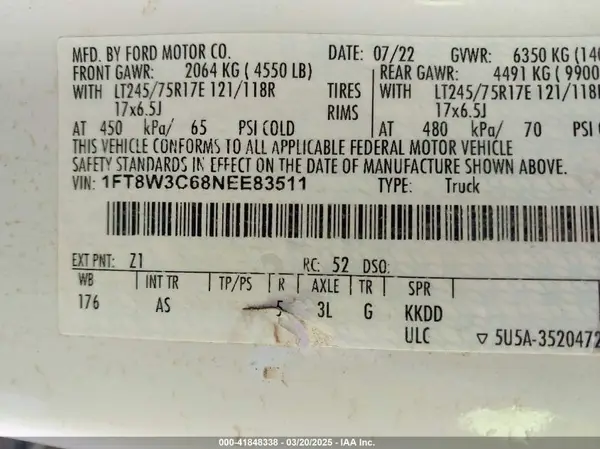 MFD. BY FORD MOTOR CO. DATE: 07/22 GVWR: 6350 KG (140
FRONT GAWR: 2064 KG ( 4550 LB) REAR GAWR: 4491 KG ( 9900
WITH LT245/75R17E 121/118R TIRES WITH LT245/75R17E 121/118
17x6.5J RIMS 17x6.5J
AT 450 kPa/ 65 PSI COLD AT 480 kPa/ 70 PSI
THIS VEHICLE CONFORMS TO ALL APPLICABLE FEDERAL MOTOR VEHICLE
SAFETY STANDARDS IN EFFECT ON THE DATE OF MANUFACTURE SHOWN ABOVE.
VIN: 1FT8W3C68NEE83511 TYPE: Truck
EXT PNT: Z1 RC: 52 DSO:
WB INT TR TP/PS R AXLE TR SPR
176 AS 5 3L G KKDD
ULC ▽ 5U5A-3520472
000-41848338 - 03/20/2025 - IAA Inc.